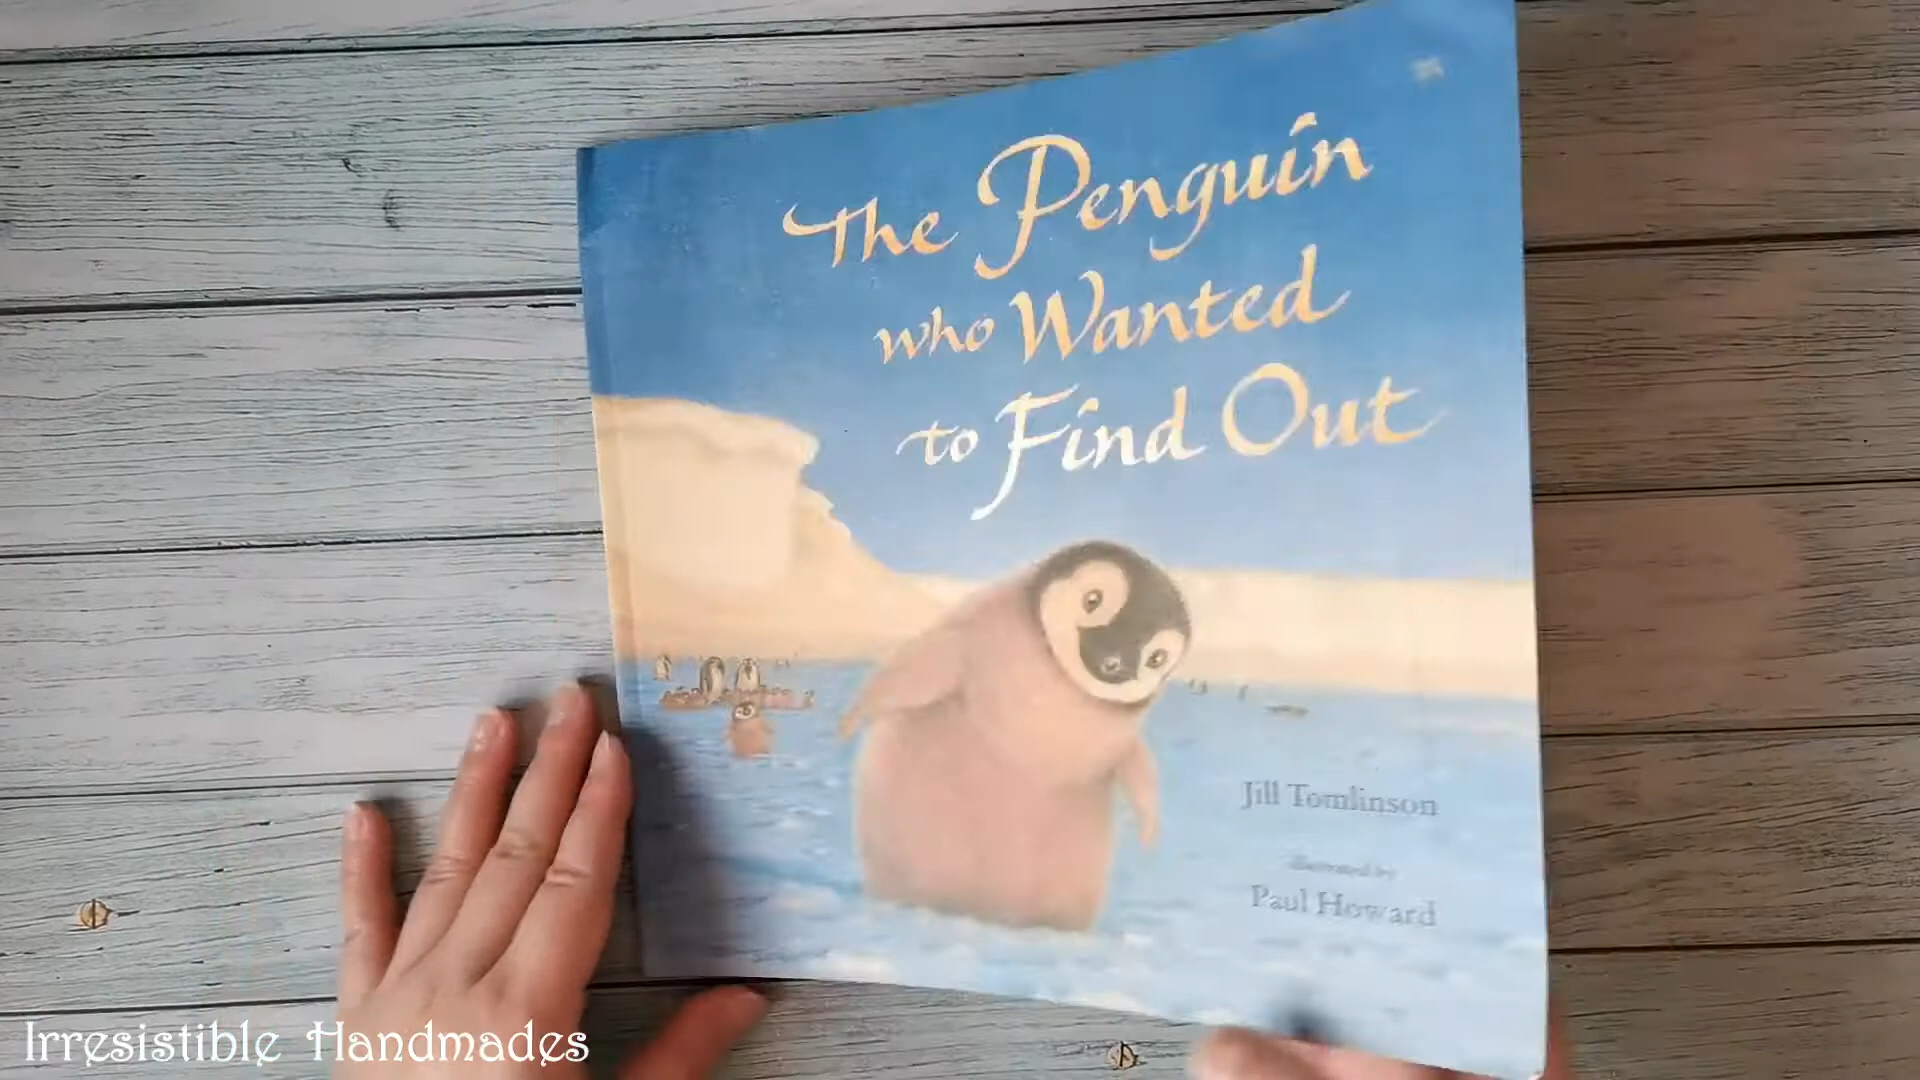 The Penguin
who Wanted
to Find Out
Jill Tomlinson
illustrated by
Paul Howard
Irresistible Handmades